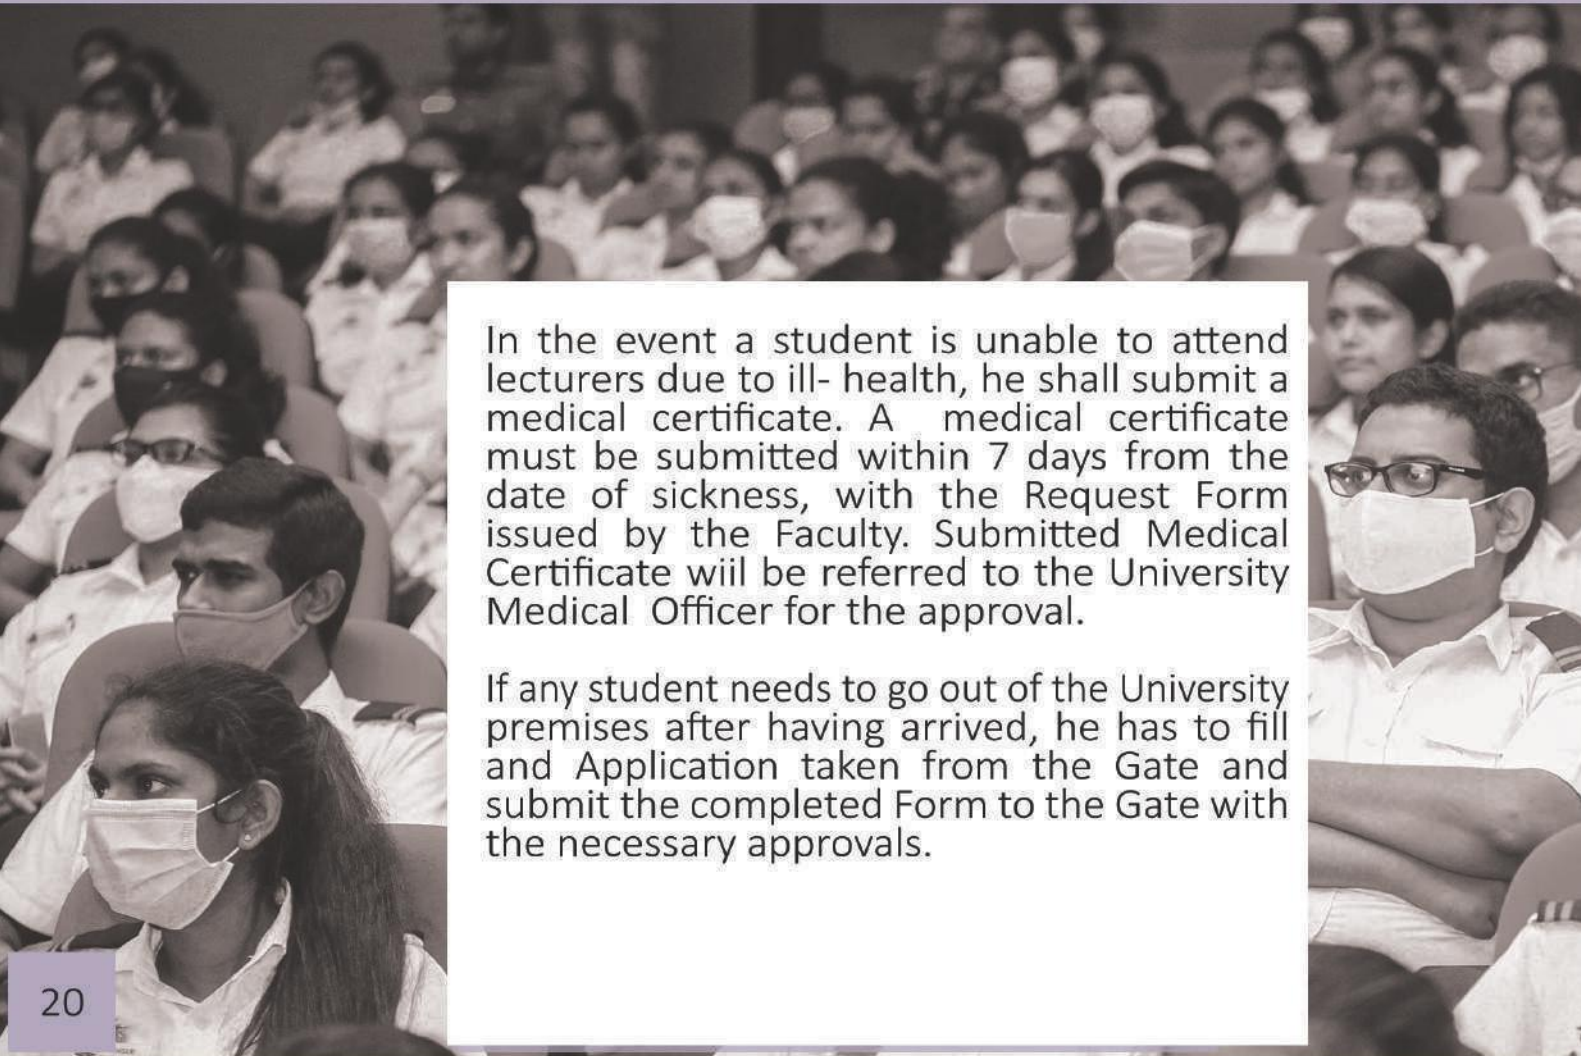 In the event a student is unable to attend
lecturers due to ill- health, he shall submit a
medical certificate. A medical certificate
must be submitted within 7 days from the
date of sickness, with the Request Form
issued by the Faculty. Submitted Medical
Certificate wiil be referred to the University
Medical Officer for the approval.
If any student needs to go out of the University
premises after having arrived, he has to fill
and Application taken from the Gate and
submit the completed Form to the Gate with
the necessary approvals.
20